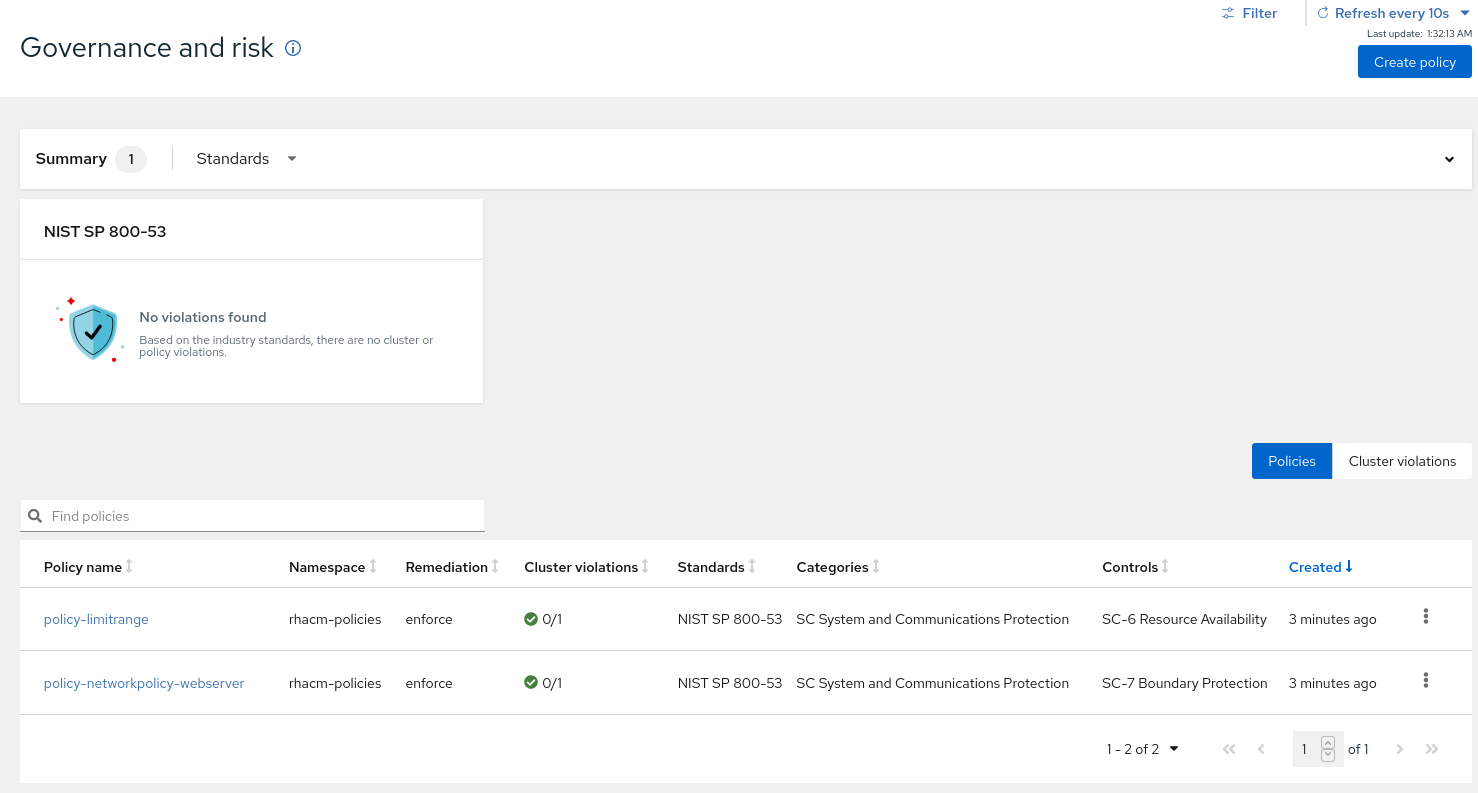 Filter
Refresh every 10s
Last update: 1:32:13 AM
Governance and risk
Create policy
Summary 1 Standards
NIST SP 800-53
No violations found
Based on the industry standards, there are no cluster or
policy violations.
Policies Cluster violations
Find policies
Policy name Namespace Remediation Cluster violations Standards Categories Controls Created
policy-limitrange rhacm-policies enforce 0/1 NIST SP 800-53 SC System and Communications Protection SC-6 Resource Availability 3 minutes ago
policy-networkpolicy-webserver rhacm-policies enforce 0/1 NIST SP 800-53 SC System and Communications Protection SC-7 Boundary Protection 3 minutes ago
1 - 2 of 2 1 of 1